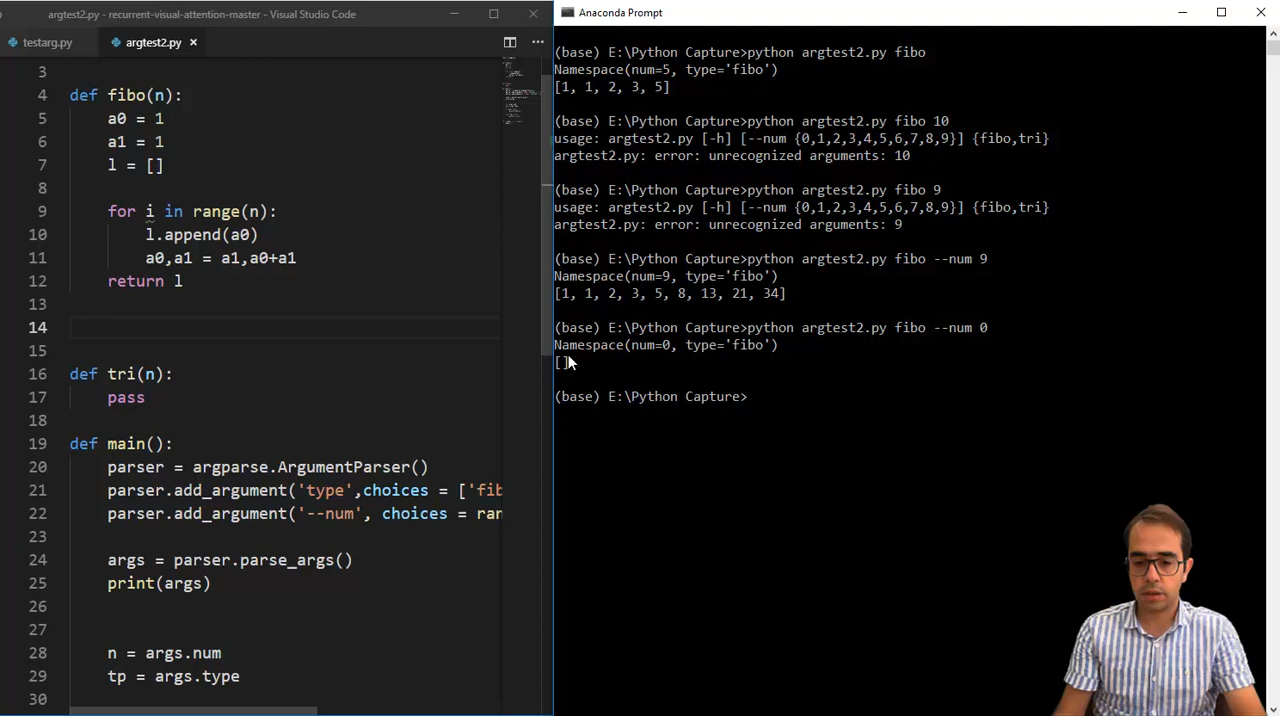 argtest2.py - recurrent-visual-attention-master - Visual Studio Code
testarg.py
argtest2.py
3
4 def fibo(n):
5 a0 = 1
6 a1 = 1
7 l = []
8
9 for i in range(n):
10 l.append(a0)
11 a0,a1 = a1,a0+a1
12 return l
13
14
15
16 def tri(n):
17 pass
18
19 def main():
20 parser = argparse.ArgumentParser()
21 parser.add_argument('type',choices = ['fib
22 parser.add_argument('--num', choices = ran
23
24 args = parser.parse_args()
25 print(args)
26
27
28 n = args.num
29 tp = args.type
30
Anaconda Prompt
(base) E:\Python Capture>python argtest2.py fibo
Namespace(num=5, type='fibo')
[1, 1, 2, 3, 5]
(base) E:\Python Capture>python argtest2.py fibo 10
usage: argtest2.py [-h] [--num {0,1,2,3,4,5,6,7,8,9}] {fibo,tri}
argtest2.py: error: unrecognized arguments: 10
(base) E:\Python Capture>python argtest2.py fibo 9
usage: argtest2.py [-h] [--num {0,1,2,3,4,5,6,7,8,9}] {fibo,tri}
argtest2.py: error: unrecognized arguments: 9
(base) E:\Python Capture>python argtest2.py fibo --num 9
Namespace(num=9, type='fibo')
[1, 1, 2, 3, 5, 8, 13, 21, 34]
(base) E:\Python Capture>python argtest2.py fibo --num 0
Namespace(num=0, type='fibo')
[]
(base) E:\Python Capture>